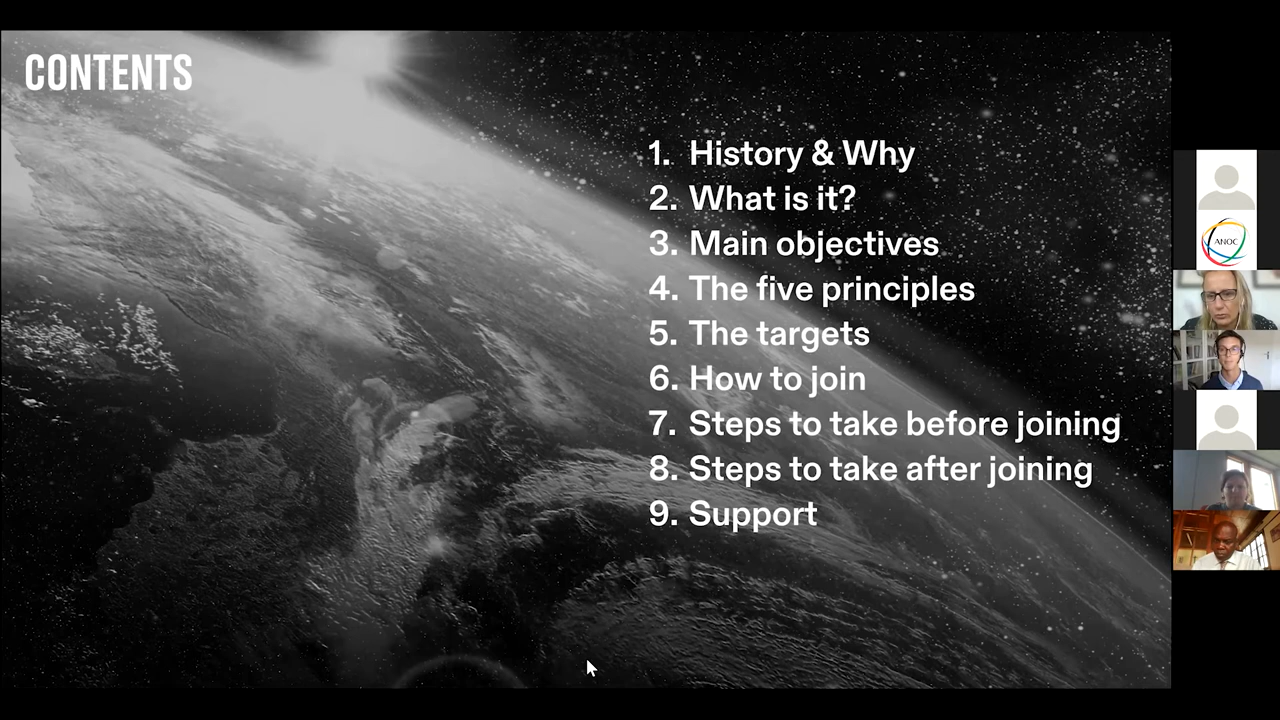 CONTENTS
1. History & Why
2. What is it?
3. Main objectives
4. The five principles
5. The targets
6. How to join
7. Steps to take before joining
8. Steps to take after joining
9. Support
ANOC